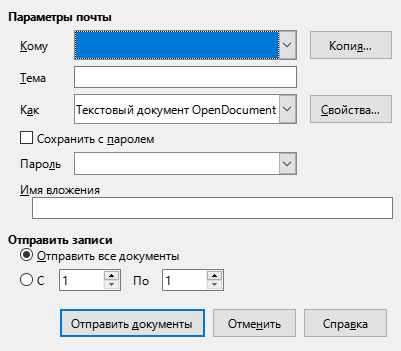 Параметры почты
Кому
Копия...
Тема
Как Текстовый документ OpenDocument Свойства...
Сохранить с паролем
Пароль
Имя вложения
Отправить записи
Отправить все документы
С 1 По 1
Отправить документы Отменить Справка